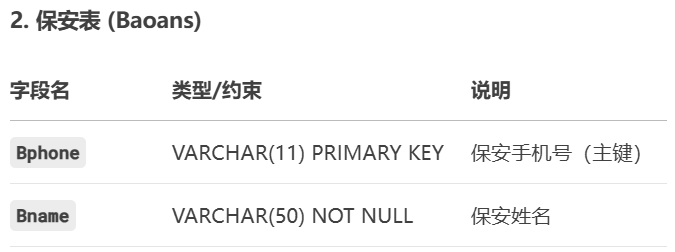 2. 保安表 (Baoans)
字段名 类型/约束 说明
Bphone VARCHAR(11) PRIMARY KEY 保安手机号（主键）
Bname VARCHAR(50) NOT NULL 保安姓名